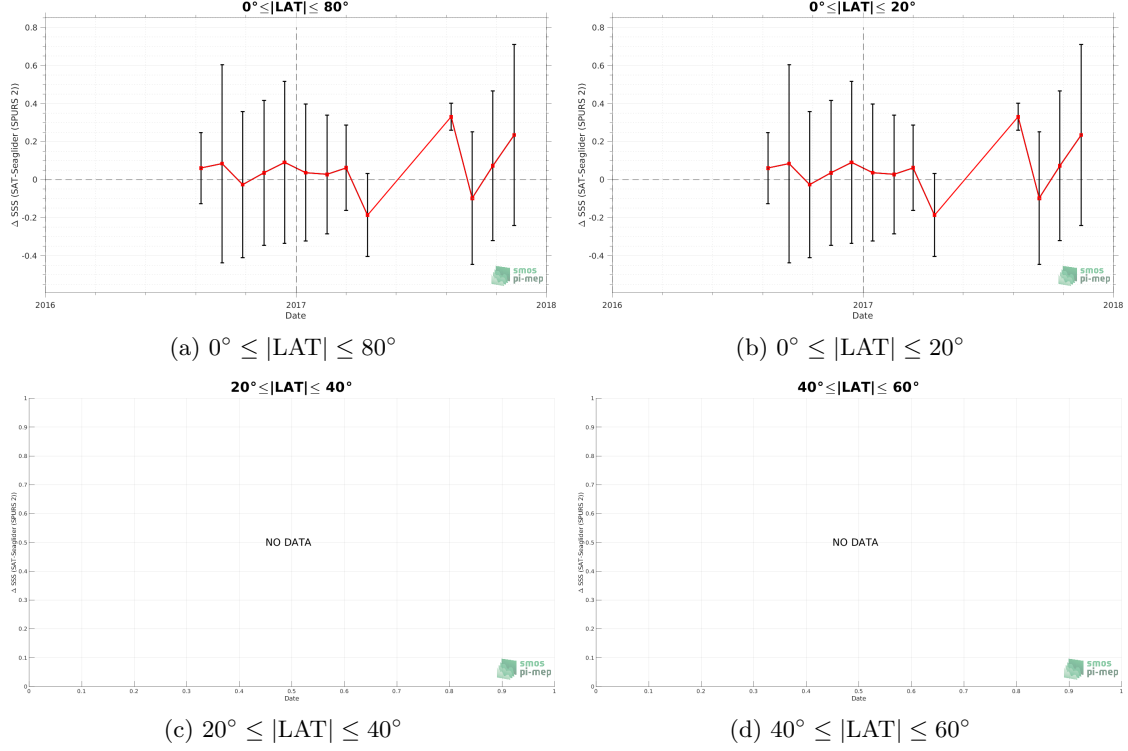 0°≤|LAT|≤ 80°
0.8
0.6
0.4
0.2
0
-0.2
-0.4
Δ SSS (SAT-Seaglider (SPURS 2))
smos
pi-mep
2016
2017
2018
Date
(a) 0° ≤ |LAT| ≤ 80°
0°≤|LAT|≤ 20°
0.8
0.6
0.4
0.2
0
-0.2
-0.4
Δ SSS (SAT-Seaglider (SPURS 2))
smos
pi-mep
2016
2017
2018
Date
(b) 0° ≤ |LAT| ≤ 20°
20°≤|LAT|≤ 40°
1
0.9
0.8
0.7
0.6
0.5
0.4
0.3
0.2
0.1
0
Δ SSS (SAT-Seaglider (SPURS 2))
NO DATA
smos
pi-mep
0 0.1 0.2 0.3 0.4 0.5 0.6 0.7 0.8 0.9 1
Date
(c) 20° ≤ |LAT| ≤ 40°
40°≤|LAT|≤ 60°
1
0.9
0.8
0.7
0.6
0.5
0.4
0.3
0.2
0.1
0
Δ SSS (SAT-Seaglider (SPURS 2))
NO DATA
smos
pi-mep
0 0.1 0.2 0.3 0.4 0.5 0.6 0.7 0.8 0.9 1
Date
(d) 40° ≤ |LAT| ≤ 60°